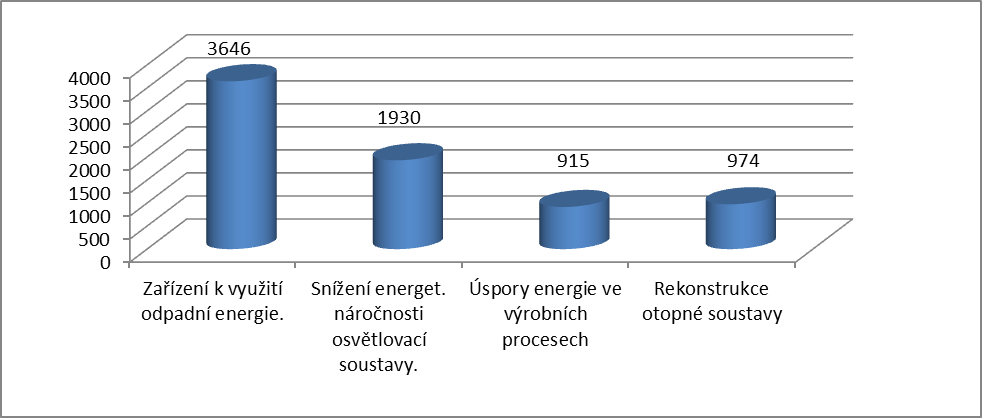 3646
1930
915
974
4000
3500
3000
2500
2000
1500
1000
500
0
Zařízení k využití
odpadní energie.
Snížení energet.
náročnosti
osvětlovací
soustavy.
Úspory energie ve
výrobních
procesech
Rekonstrukce
otopné soustavy